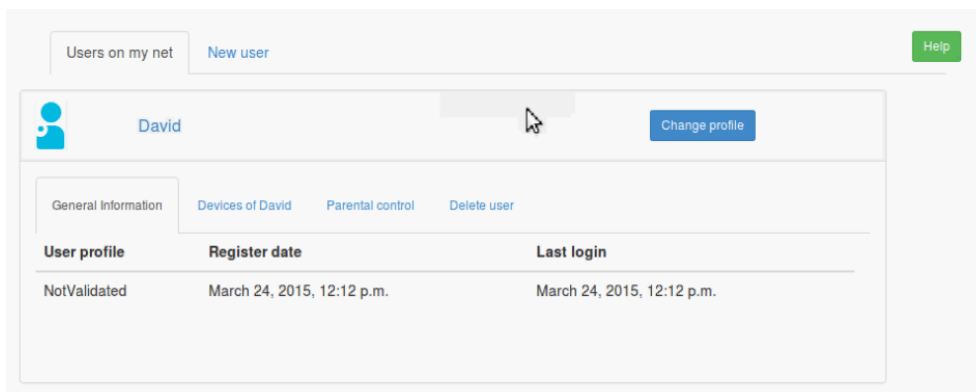 Users on my net New user Help
David Change profile
General Information Devices of David Parental control Delete user
User profile Register date Last login
NotValidated March 24, 2015, 12:12 p.m. March 24, 2015, 12:12 p.m.